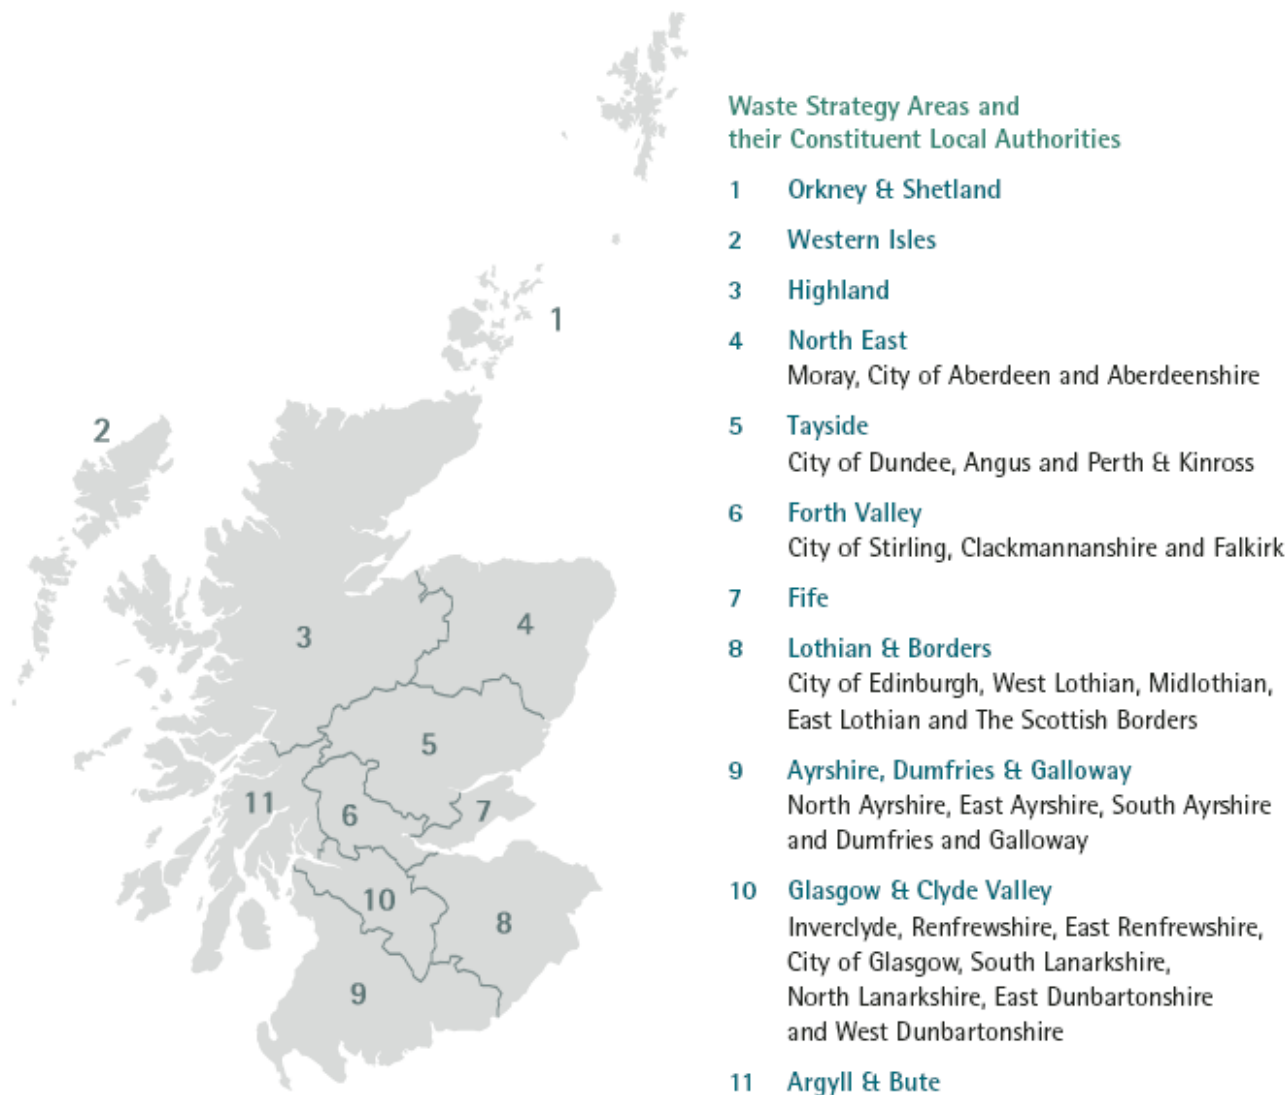 Waste Strategy Areas and
their Constituent Local Authorities
1 Orkney & Shetland
2 Western Isles
3 Highland
4 North East
Moray, City of Aberdeen and Aberdeenshire
5 Tayside
City of Dundee, Angus and Perth & Kinross
6 Forth Valley
City of Stirling, Clackmannanshire and Falkirk
7 Fife
8 Lothian & Borders
City of Edinburgh, West Lothian, Midlothian,
East Lothian and The Scottish Borders
9 Ayrshire, Dumfries & Galloway
North Ayrshire, East Ayrshire, South Ayrshire
and Dumfries and Galloway
10 Glasgow & Clyde Valley
Inverclyde, Renfrewshire, East Renfrewshire,
City of Glasgow, South Lanarkshire,
North Lanarkshire, East Dunbartonshire
and West Dunbartonshire
11 Argyll & Bute
1
2
3
4
5
11
6
7
10
8
9